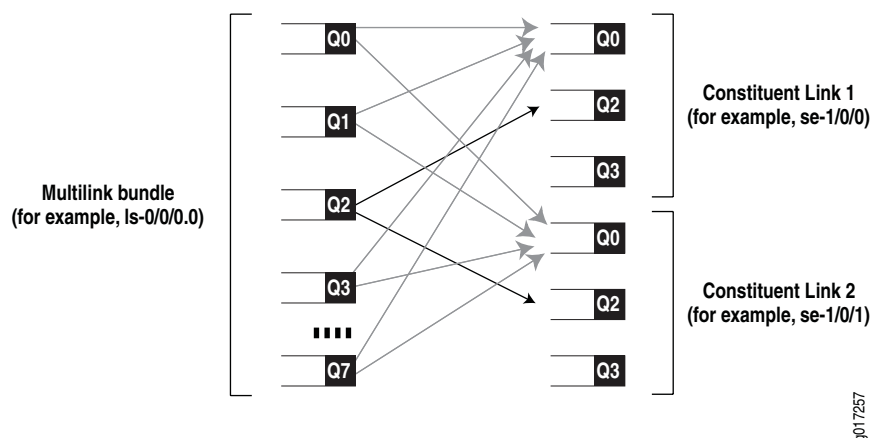 Multilink bundle
(for example, ls-0/0/0.0)
Q0
Q1
Q2
Q3
Q7
Q0
Q2
Q3
Q0
Q2
Q3
Constituent Link 1
(for example, se-1/0/0)
Constituent Link 2
(for example, se-1/0/1)
g017257